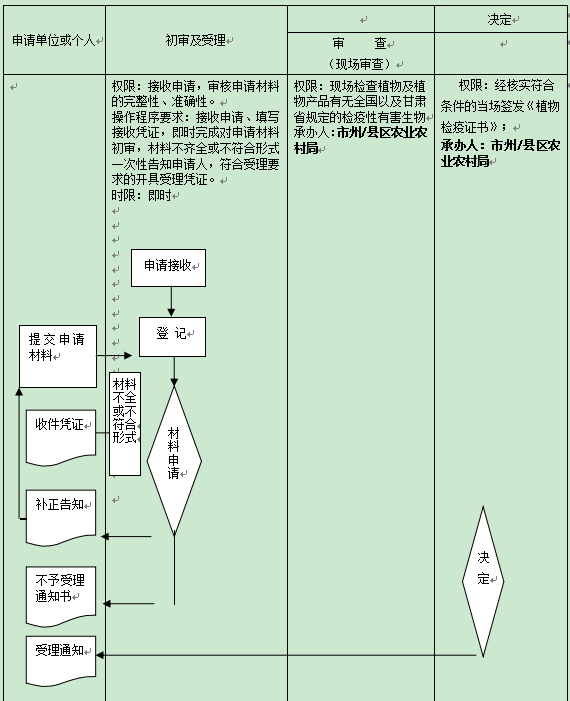 申请单位或个人
初审及受理
审 查
（现场审查）
决定
权限：接收申请，审核申请材料
的完整性、准确性。
操作程序要求：接收申请、填写
接收凭证，即时完成对申请材料
初审，材料不齐全或不符合形式
一次性告知申请人，符合受理要
求的开具受理凭证。
时限：即时
权限：现场检查植物及植
物产品有无全国以及甘肃
省规定的检疫性有害生物
承办人：市州/县区农业农
村局
权限：经核实符合
条件的当场签发《植物
检疫证书》；
承办人：市州/县区农
业农村局
申请接收
登 记
提交申请
材料
材料
不全
或不
符合
形式
收件凭证
材
料
申
请
补正告知
不予受理
通知书
受理通知
决
定